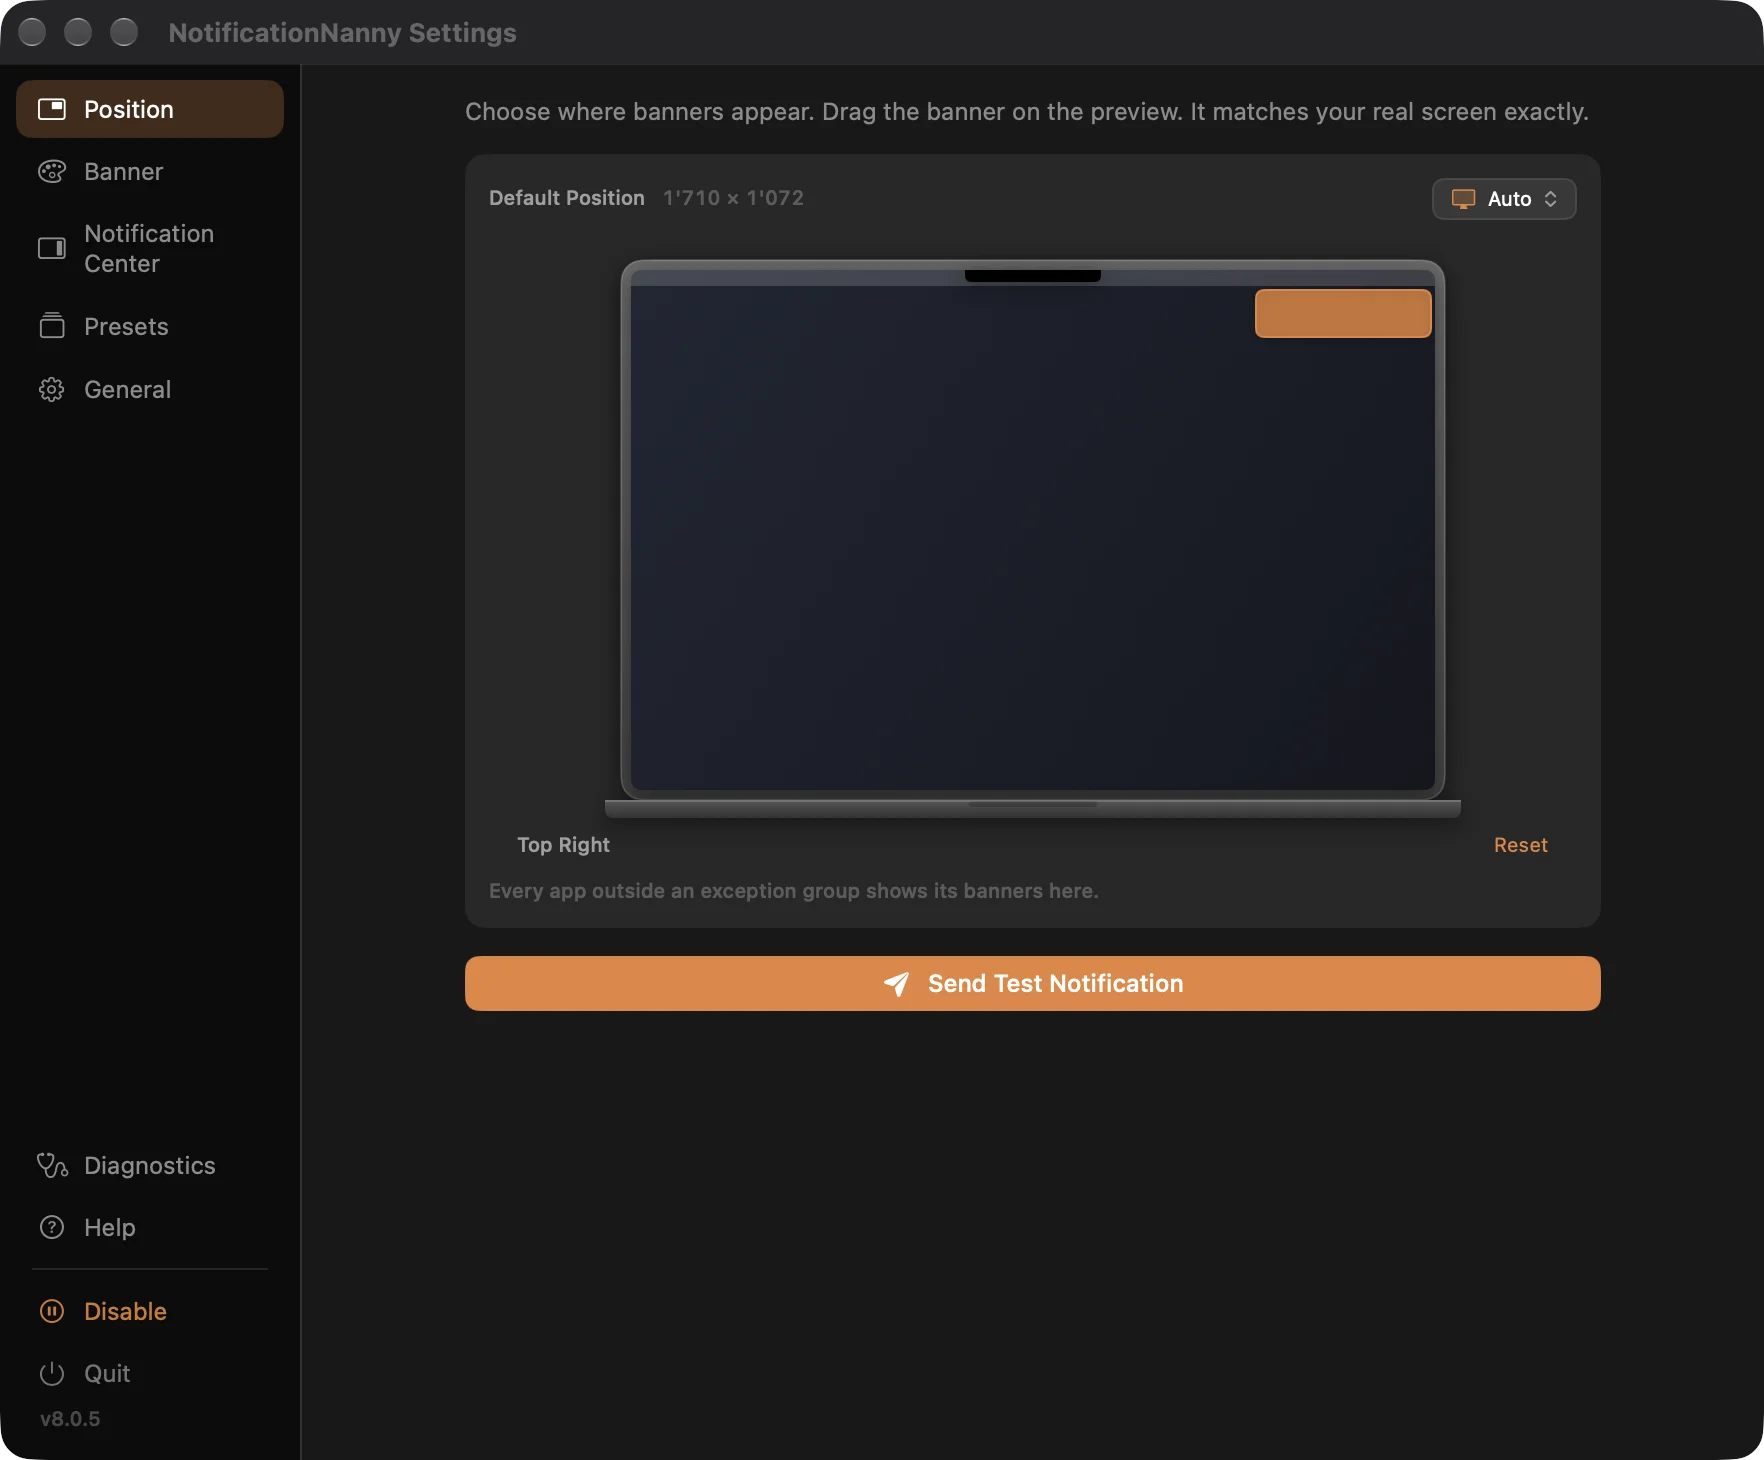 NotificationNanny Settings
Position
Banner
Notification
Center
Presets
General
Diagnostics
Help
Disable
Quit
v8.0.5
Choose where banners appear. Drag the banner on the preview. It matches your real screen exactly.
Default Position 1'710 × 1'072
Auto
Top Right
Reset
Every app outside an exception group shows its banners here.
Send Test Notification